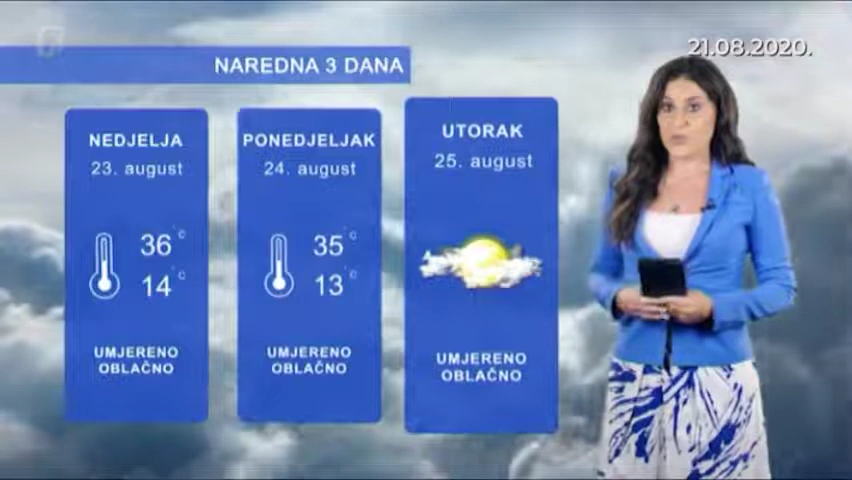 21.08.2020.
NAREDNA 3 DANA
NEDJELJA
23. august
36°c
14°c
UMJERENO
OBLAČNO
PONEDJELJAK
24. august
35°c
13°c
UMJERENO
OBLAČNO
UTORAK
25. august
UMJERENO
OBLAČNO